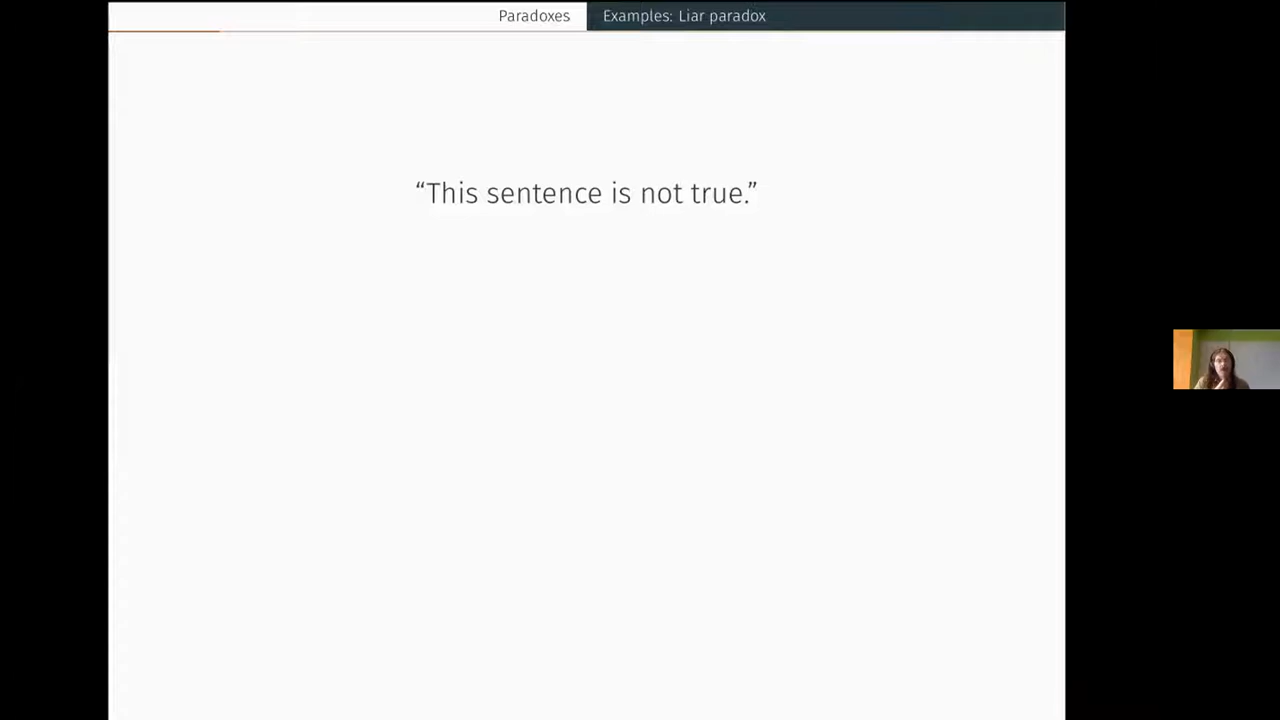 Paradoxes
Examples: Liar paradox
“This sentence is not true.”